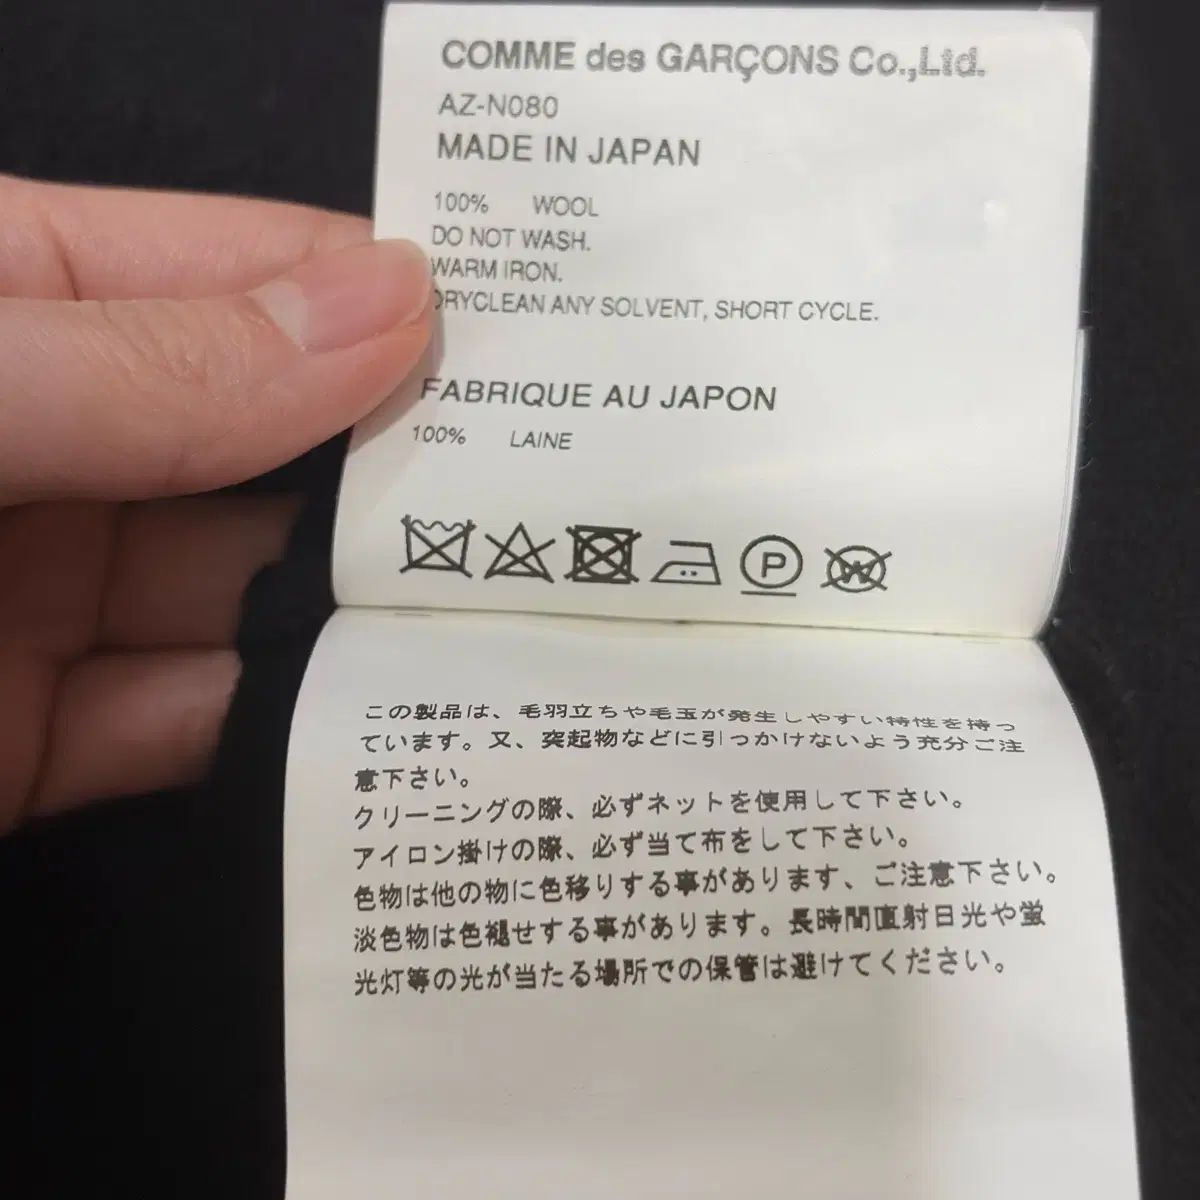 COMME des GARÇONS Co.,Ltd.
AZ-N080
MADE IN JAPAN
100% WOOL
DO NOT WASH.
WARM IRON.
DRYCLEAN ANY SOLVENT, SHORT CYCLE.
FABRIQUE AU JAPON
100% LAINE
P W
この製品は、毛羽立ちや毛玉が発生しやすい特性を持っ
ています。又、突起物などに引っかけないよう充分ご注
意下さい。
クリーニングの際、必ずネットを使用して下さい。
アイロン掛けの際、必ず当て布をして下さい。
色物は他の物に色移りする事があります、ご注意下さい。
淡色物は色褪せする事があります。長時間直射日光や蛍
光灯等の光が当たる場所での保管は避けてください。